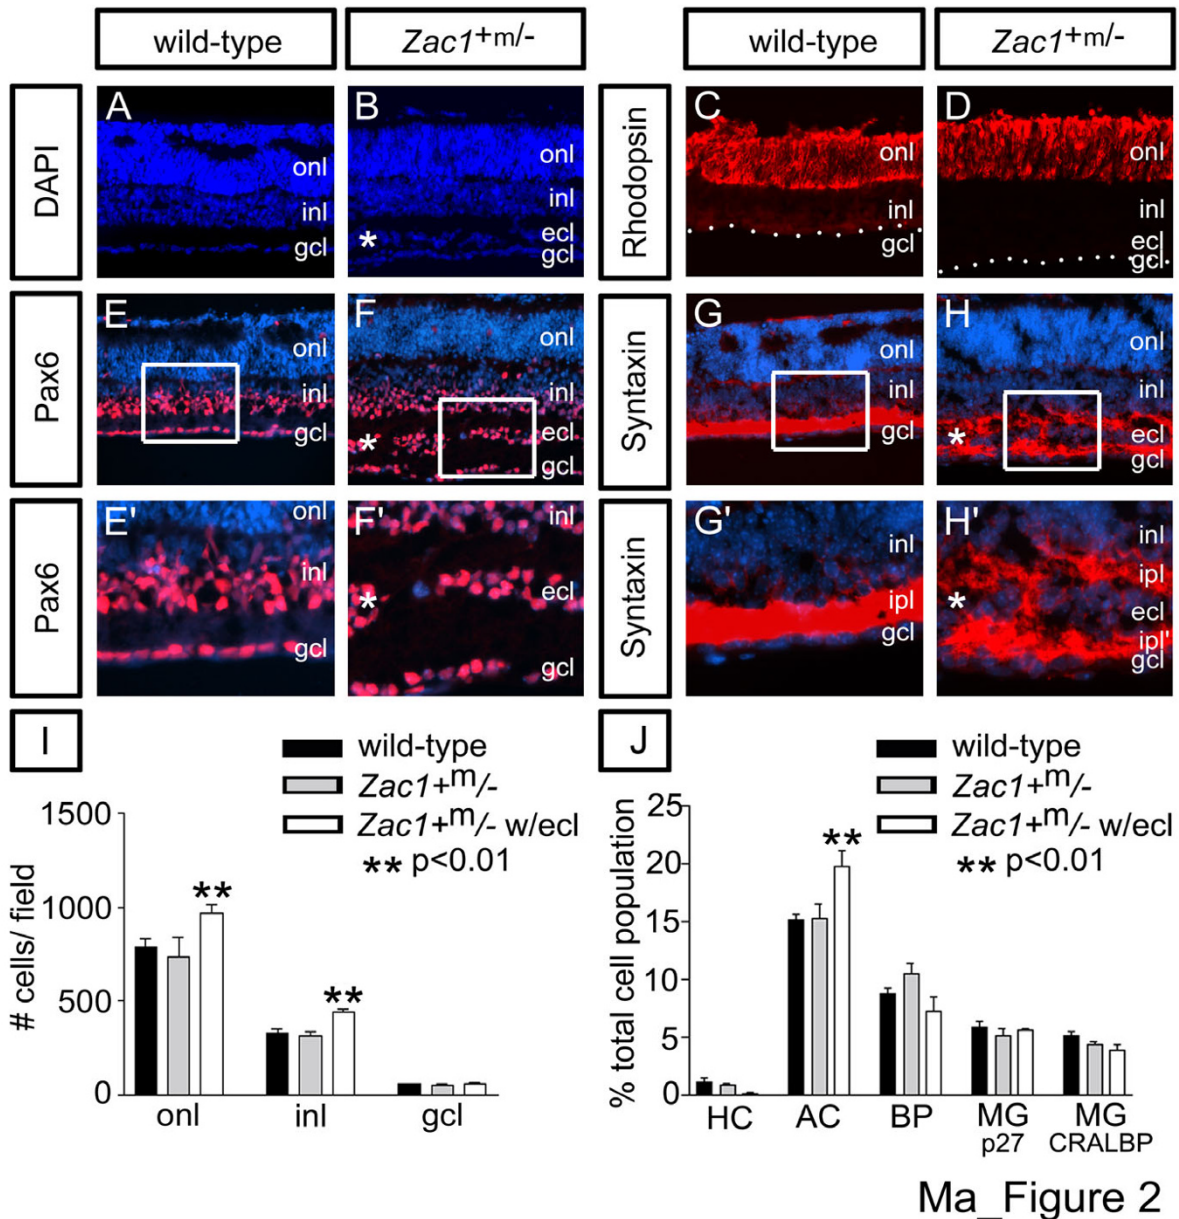 wild-type
Zac1+m/-
wild-type
Zac1+m/-
DAPI
A
onl
inl
gcl
B
onl
inl
*
ecl
gcl
Rhodopsin
C
onl
inl
gcl
D
onl
inl
ecl
gcl
Pax6
E
onl
inl
gcl
F
onl
inl
*
ecl
gcl
Syntaxin
G
onl
inl
gcl
H
onl
inl
*
ecl
gcl
Pax6
E'
onl
inl
gcl
F'
inl
*
ecl
gcl
Syntaxin
G'
inl
ipl
gcl
H'
inl
ipl
*
ecl
ipl'
gcl
I
wild-type
Zac1+m/-
Zac1+m/- w/ecl
** p<0.01
# cells/ field
1500
1000
500
0
**
**
onl
inl
gcl
J
wild-type
Zac1+m/-
Zac1+m/- w/ecl
** p<0.01
% total cell population
25
20
15
10
5
0
**
HC
AC
BP
MG
p27
MG
CRALBP
Ma_Figure 2